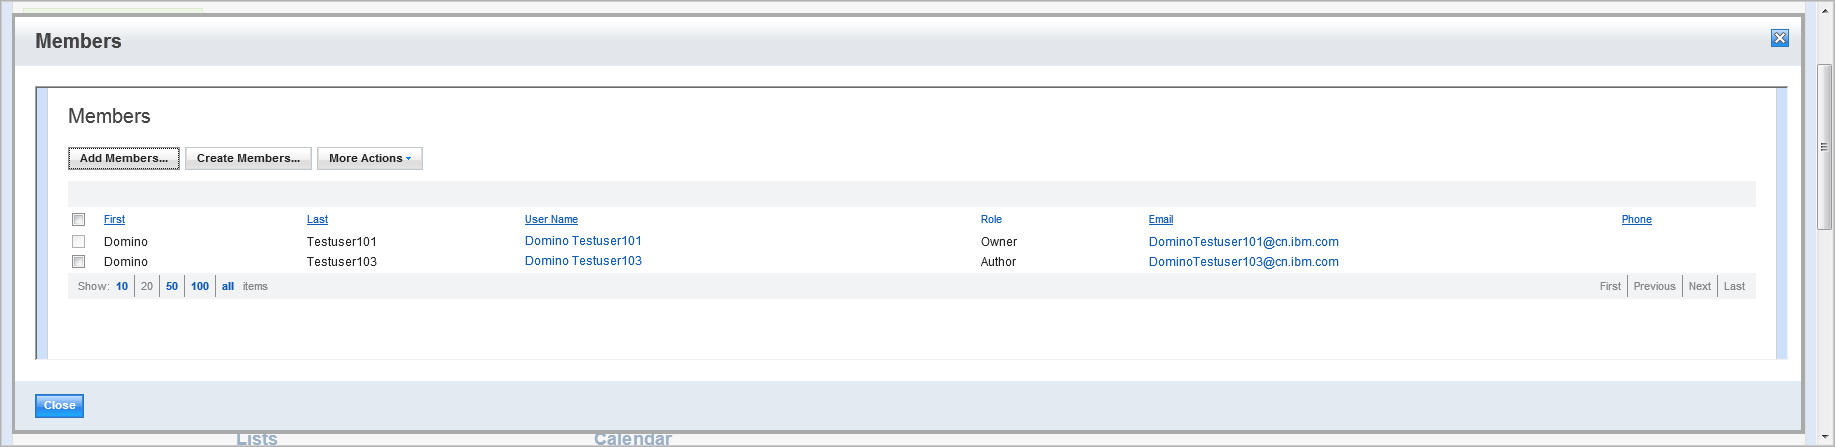 Members
Members
Add Members... Create Members... More Actions
First Last User Name Role Email Phone
Domino Testuser101 Domino Testuser101 Owner DominoTestuser101@cn.ibm.com
Domino Testuser103 Domino Testuser103 Author DominoTestuser103@cn.ibm.com
Show: 10 20 50 100 all items First Previous Next Last
Close
Lists Calendar